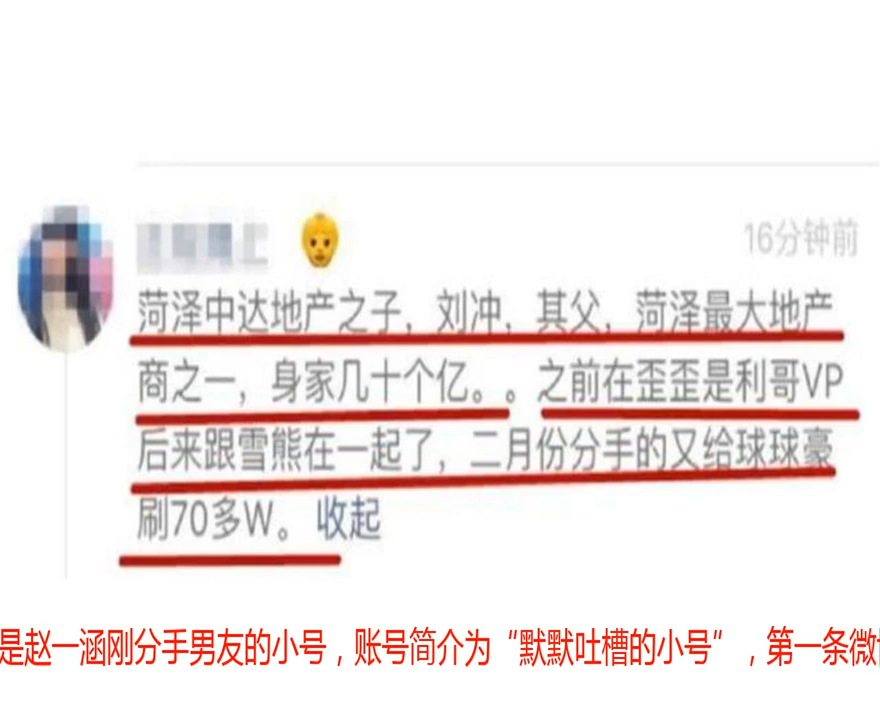 16分钟前
菏泽中达地产之子，刘冲，其父，菏泽最大地产
商之一，身家几十个亿。。之前在歪歪是利哥VP
后来跟雪熊在一起了，二月份分手的又给球球豪
刷70多W。 收起
是赵一涵刚分手男友的小号，账号简介为“默默吐槽的小号” ，第一条微